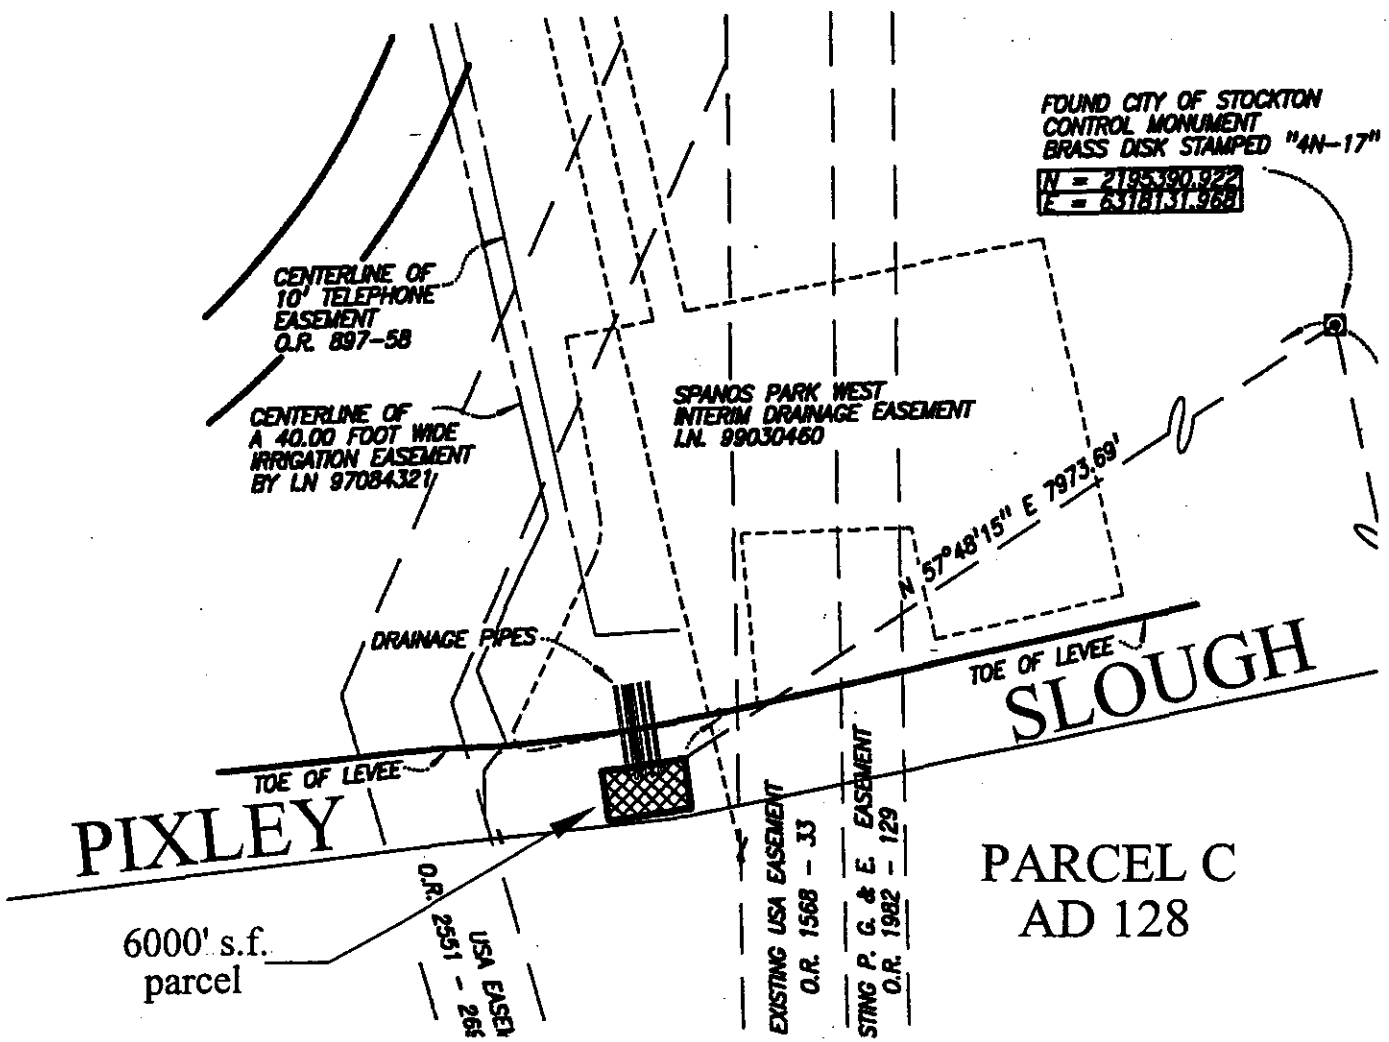 FOUND CITY OF STOCKTON
CONTROL MONUMENT
BRASS DISK STAMPED "4N-17"
N = 2195390.922
E = 6318131.968
CENTERLINE OF
10' TELEPHONE
EASEMENT
O.R. 897-58
CENTERLINE OF
A 40.00 FOOT WIDE
IRRIGATION EASEMENT
BY LN 97084321
SPANOS PARK WEST
INTERIM DRAINAGE EASEMENT
I.N. 99030460
N 57°48'15" E 7973.69'
DRAINAGE PIPES
TOE OF LEVEE
SLOUGH
TOE OF LEVEE
PIXLEY
6000' s.f.
parcel
O.R. 2551 - 266
USA EASEM
EXISTING USA EASEMENT
O.R. 1568 - 33
STING P. G. & E. EASEMENT
O.R. 1982 - 129
PARCEL C
AD 128